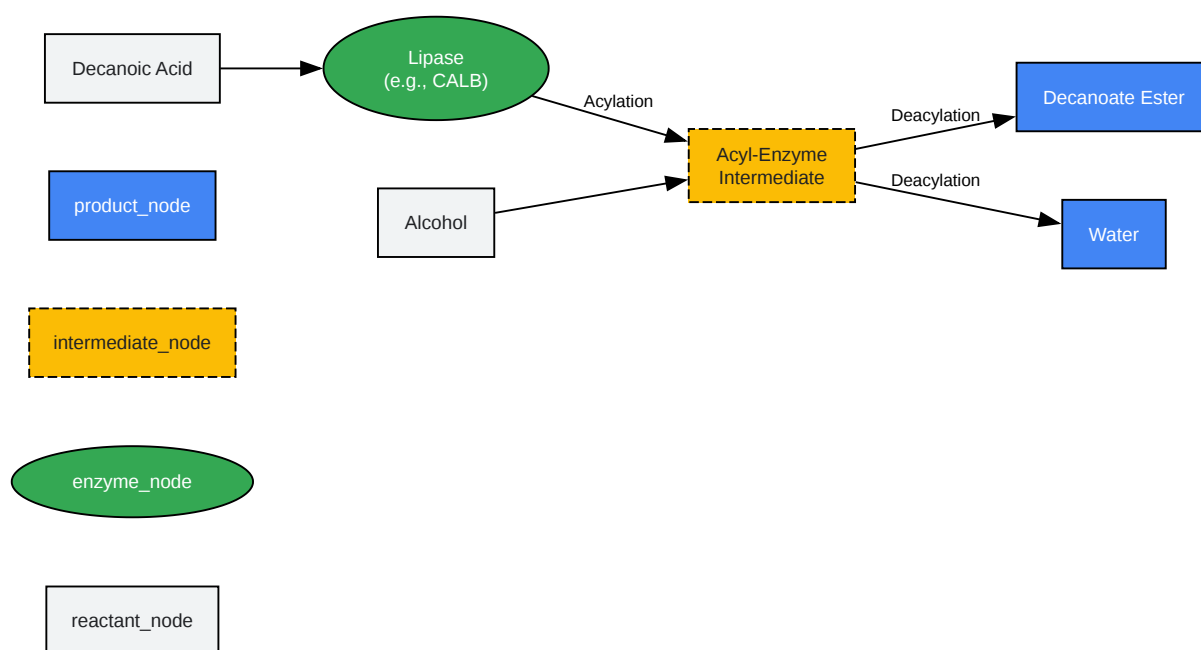 Decanoic Acid
Lipase
(e.g., CALB)
Acylation
Alcohol
Acyl-Enzyme
Intermediate
Deacylation
Decanoate Ester
Deacylation
Water
product_node
intermediate_node
enzyme_node
reactant_node